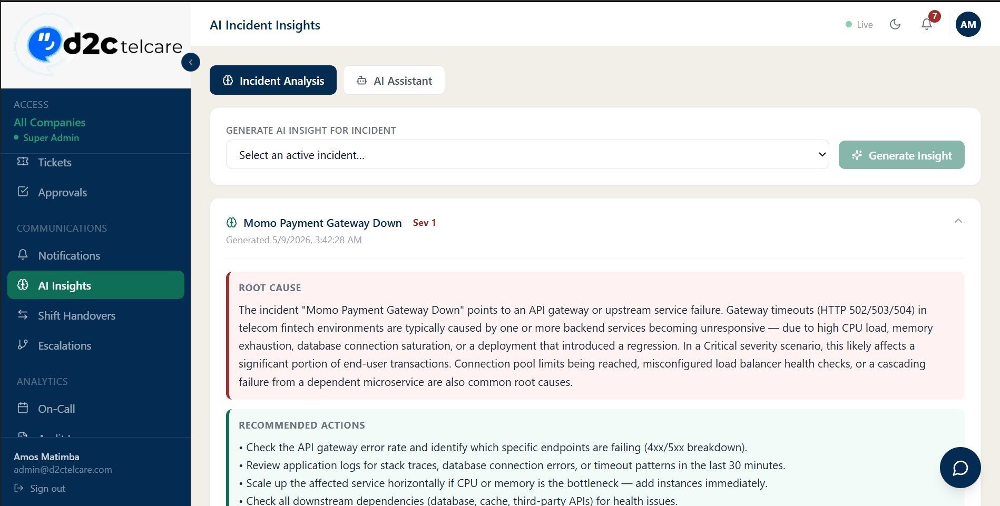 d2c telcare
AI Incident Insights
Live
7
AM
Incident Analysis
AI Assistant
ACCESS
All Companies
Super Admin
Tickets
Approvals
COMMUNICATIONS
Notifications
AI Insights
Shift Handovers
Escalations
ANALYTICS
On-Call
Amos Matimba
admin@d2ctelcare.com
Sign out
GENERATE AI INSIGHT FOR INCIDENT
Select an active incident...
Generate Insight
Momo Payment Gateway Down Sev 1
Generated 5/9/2026, 3:42:28 AM
ROOT CAUSE
The incident "Momo Payment Gateway Down" points to an API gateway or upstream service failure. Gateway timeouts (HTTP 502/503/504) in
telecom fintech environments are typically caused by one or more backend services becoming unresponsive — due to high CPU load, memory
exhaustion, database connection saturation, or a deployment that introduced a regression. In a Critical severity scenario, this likely affects a
significant portion of end-user transactions. Connection pool limits being reached, misconfigured load balancer health checks, or a cascading
failure from a dependent microservice are also common root causes.
RECOMMENDED ACTIONS
• Check the API gateway error rate and identify which specific endpoints are failing (4xx/5xx breakdown).
• Review application logs for stack traces, database connection errors, or timeout patterns in the last 30 minutes.
• Scale up the affected service horizontally if CPU or memory is the bottleneck — add instances immediately.
• Check all downstream dependencies (database, cache, third-party APIs) for health issues.